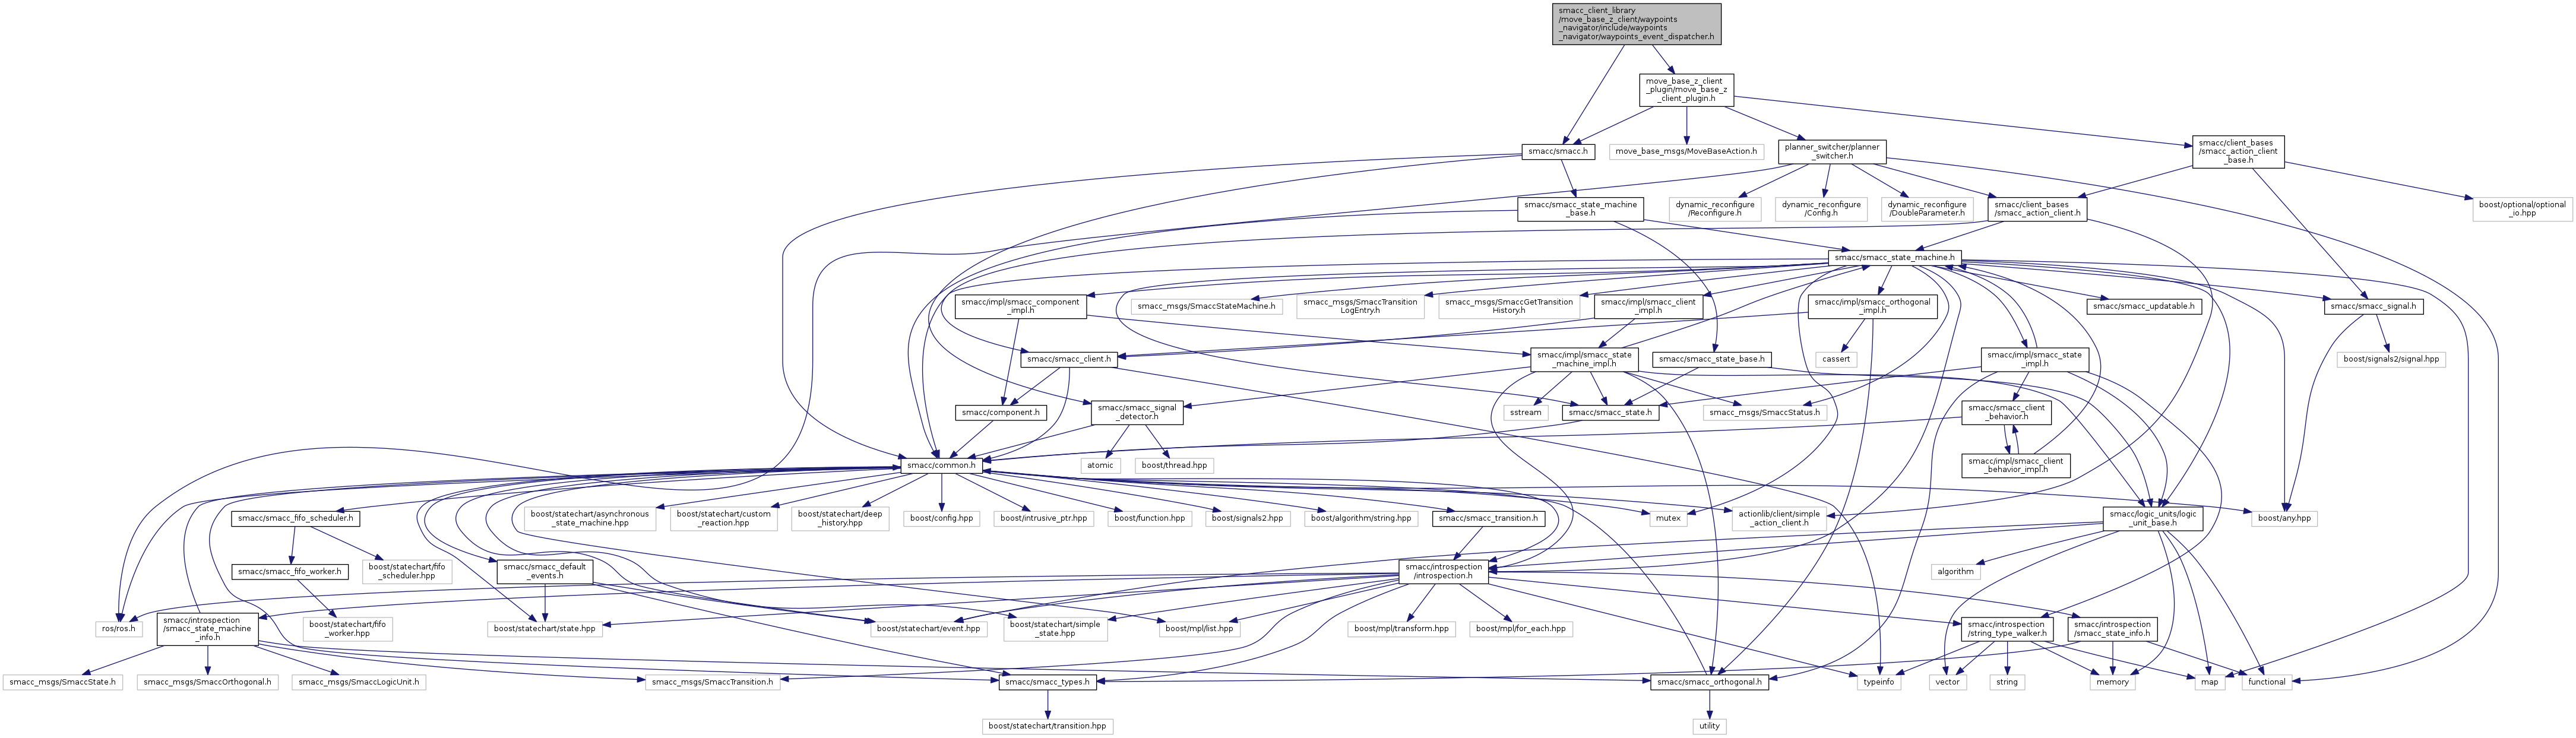 smacc_client_library
/move_base_z_client/waypoints
_navigator/include/waypoints
_navigator/waypoints_event_dispatcher.h
move_base_z_client
_plugin/move_base_z
_client_plugin.h
smacc/smacc.h
move_base_msgs/MoveBaseAction.h
planner_switcher/planner
_switcher.h
smacc/client_bases
/smacc_action_client
_base.h
smacc/smacc_state_machine
_base.h
dynamic_reconfigure
/Reconfigure.h
dynamic_reconfigure
/Config.h
dynamic_reconfigure
/DoubleParameter.h
smacc/client_bases
/smacc_action_client.h
boost/optional/optional
_io.hpp
smacc/smacc_state_machine.h
smacc/impl/smacc_component
_impl.h
smacc_msgs/SmaccStateMachine.h
smacc_msgs/SmaccTransition
LogEntry.h
smacc_msgs/SmaccGetTransition
History.h
smacc/impl/smacc_client
_impl.h
smacc/impl/smacc_orthogonal
_impl.h
smacc/smacc_updatable.h
smacc/smacc_signal.h
smacc/smacc_client.h
smacc/impl/smacc_state
_machine_impl.h
smacc/smacc_state_base.h
cassert
smacc/impl/smacc_state
_impl.h
boost/signals2/signal.hpp
smacc/component.h
smacc/smacc_signal
_detector.h
sstream
smacc/smacc_state.h
smacc_msgs/SmaccStatus.h
smacc/smacc_client
_behavior.h
smacc/common.h
atomic
boost/thread.hpp
smacc/impl/smacc_client
_behavior_impl.h
smacc/smacc_fifo_scheduler.h
boost/statechart/asynchronous
_state_machine.hpp
boost/statechart/custom
_reaction.hpp
boost/statechart/deep
_history.hpp
boost/config.hpp
boost/intrusive_ptr.hpp
boost/function.hpp
boost/signals2.hpp
boost/algorithm/string.hpp
smacc/smacc_transition.h
mutex
actionlib/client/simple
_action_client.h
smacc/logic_units/logic
_unit_base.h
boost/any.hpp
smacc/smacc_fifo_worker.h
boost/statechart/fifo
_scheduler.hpp
smacc/smacc_default
_events.h
smacc/introspection
/introspection.h
algorithm
ros/ros.h
smacc/introspection
/smacc_state_machine
_info.h
boost/statechart/fifo
_worker.hpp
boost/statechart/state.hpp
boost/statechart/event.hpp
boost/statechart/simple
_state.hpp
boost/mpl/list.hpp
boost/mpl/transform.hpp
boost/mpl/for_each.hpp
smacc/introspection
/string_type_walker.h
smacc/introspection
/smacc_state_info.h
smacc_msgs/SmaccState.h
smacc_msgs/SmaccOrthogonal.h
smacc_msgs/SmaccLogicUnit.h
smacc_msgs/SmaccTransition.h
smacc/smacc_types.h
smacc/smacc_orthogonal.h
typeinfo
vector
string
memory
map
functional
boost/statechart/transition.hpp
utility